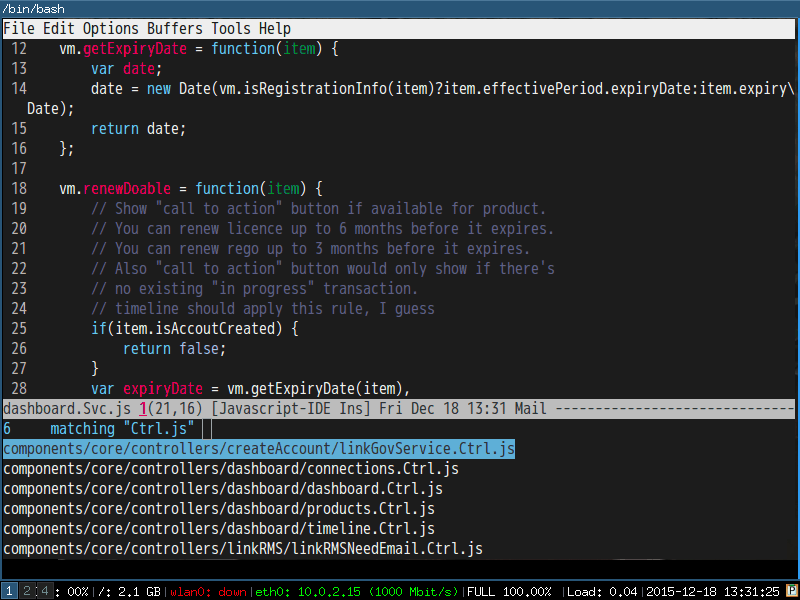 /bin/bash
File Edit Options Buffers Tools Help
12    vm.getExpiryDate = function(item) {
13        var date;
14        date = new Date(vm.isRegistrationInfo(item)?item.effectivePeriod.expiryDate:item.expiry\
Date);
15        return date;
16    };
17
18    vm.renewDoable = function(item) {
19        // Show "call to action" button if available for product.
20        // You can renew licence up to 6 months before it expires.
21        // You can renew rego up to 3 months before it expires.
22        // Also "call to action" button would only show if there's
23        // no existing "in progress" transaction.
24        // timeline should apply this rule, I guess
25        if(item.isAccoutCreated) {
26            return false;
27        }
28        var expiryDate = vm.getExpiryDate(item),
dashboard.Svc.js 1(21,16) [Javascript-IDE Ins] Fri Dec 18 13:31 Mail ------------------------------
6     matching "Ctrl.js"
components/core/controllers/createAccount/linkGovService.Ctrl.js
components/core/controllers/dashboard/connections.Ctrl.js
components/core/controllers/dashboard/dashboard.Ctrl.js
components/core/controllers/dashboard/products.Ctrl.js
components/core/controllers/dashboard/timeline.Ctrl.js
components/core/controllers/linkRMS/linkRMSNeedEmail.Ctrl.js
1 2 4 : 00%|/: 2.1 GB|wlan0: down|eth0: 10.0.2.15 (1000 Mbit/s)|FULL 100.00% |Load: 0.04|2015-12-18 13:31:25 P